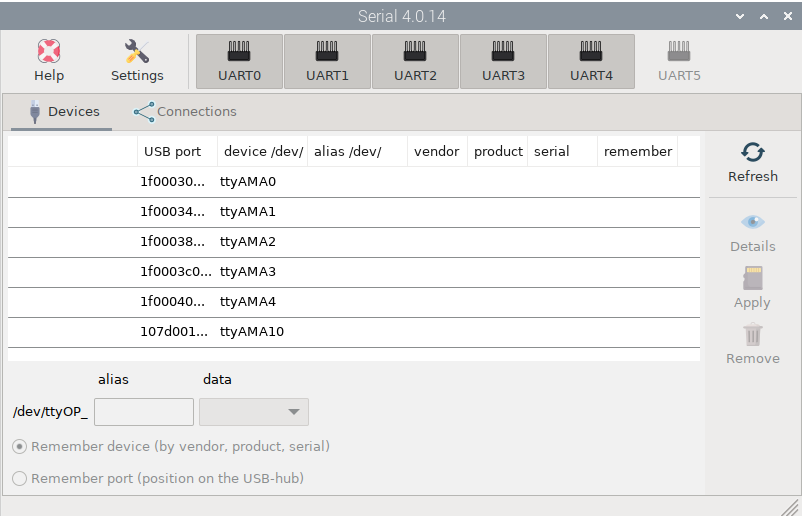 Serial 4.0.14
Help Settings UART0 UART1 UART2 UART3 UART4 UART5
Devices Connections
USB port device /dev/ alias /dev/ vendor product serial remember
1f00030... ttyAMA0
1f00034... ttyAMA1
1f00038... ttyAMA2
1f0003c0... ttyAMA3
1f00040... ttyAMA4
107d001... ttyAMA10
Refresh
Details
Apply
Remove
alias data
/dev/ttyOP_
Remember device (by vendor, product, serial)
Remember port (position on the USB-hub)